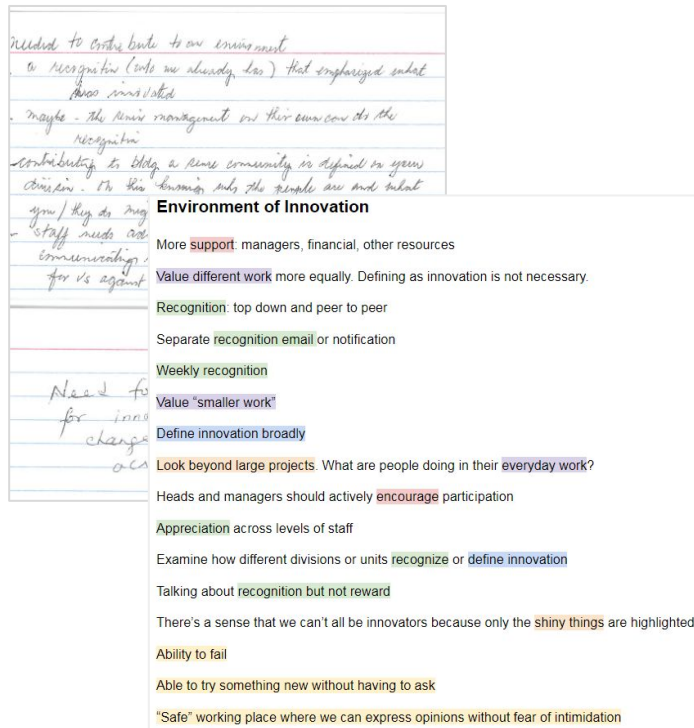 needed to contribute to our environment
. a recognition (info we already has) that emphasized what
was innovated
. maybe - the senior management on their own can do the
recognition
- contributing to bldg a sense community is defined on your
division. On this knowing who the people are and what
you / they do
- staff needs
communicating
for vs against
Need
for
change
Environment of Innovation
More support: managers, financial, other resources
Value different work more equally. Defining as innovation is not necessary.
Recognition: top down and peer to peer
Separate recognition email or notification
Weekly recognition
Value “smaller work”
Define innovation broadly
Look beyond large projects. What are people doing in their everyday work?
Heads and managers should actively encourage participation
Appreciation across levels of staff
Examine how different divisions or units recognize or define innovation
Talking about recognition but not reward
There’s a sense that we can’t all be innovators because only the shiny things are highlighted
Ability to fail
Able to try something new without having to ask
“Safe” working place where we can express opinions without fear of intimidation